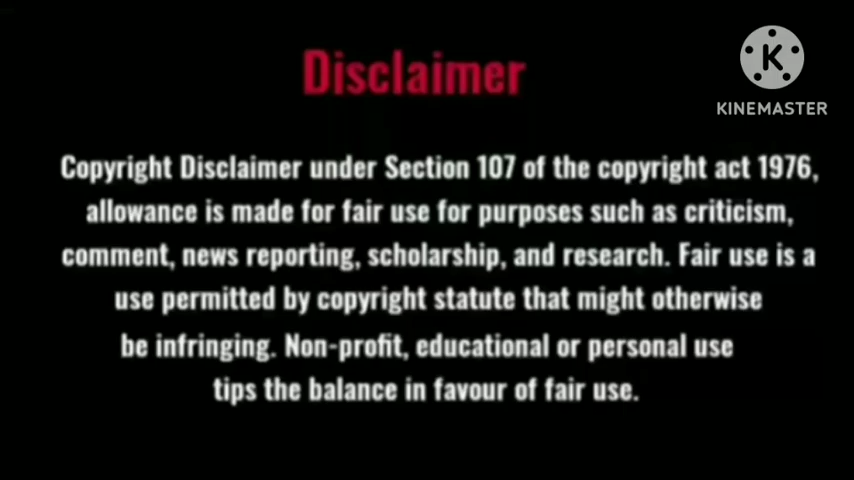 Disclaimer
K
KINEMASTER
Copyright Disclaimer under Section 107 of the copyright act 1976,
allowance is made for fair use for purposes such as criticism,
comment, news reporting, scholarship, and research. Fair use is a
use permitted by copyright statute that might otherwise
be infringing. Non-profit, educational or personal use
tips the balance in favour of fair use.